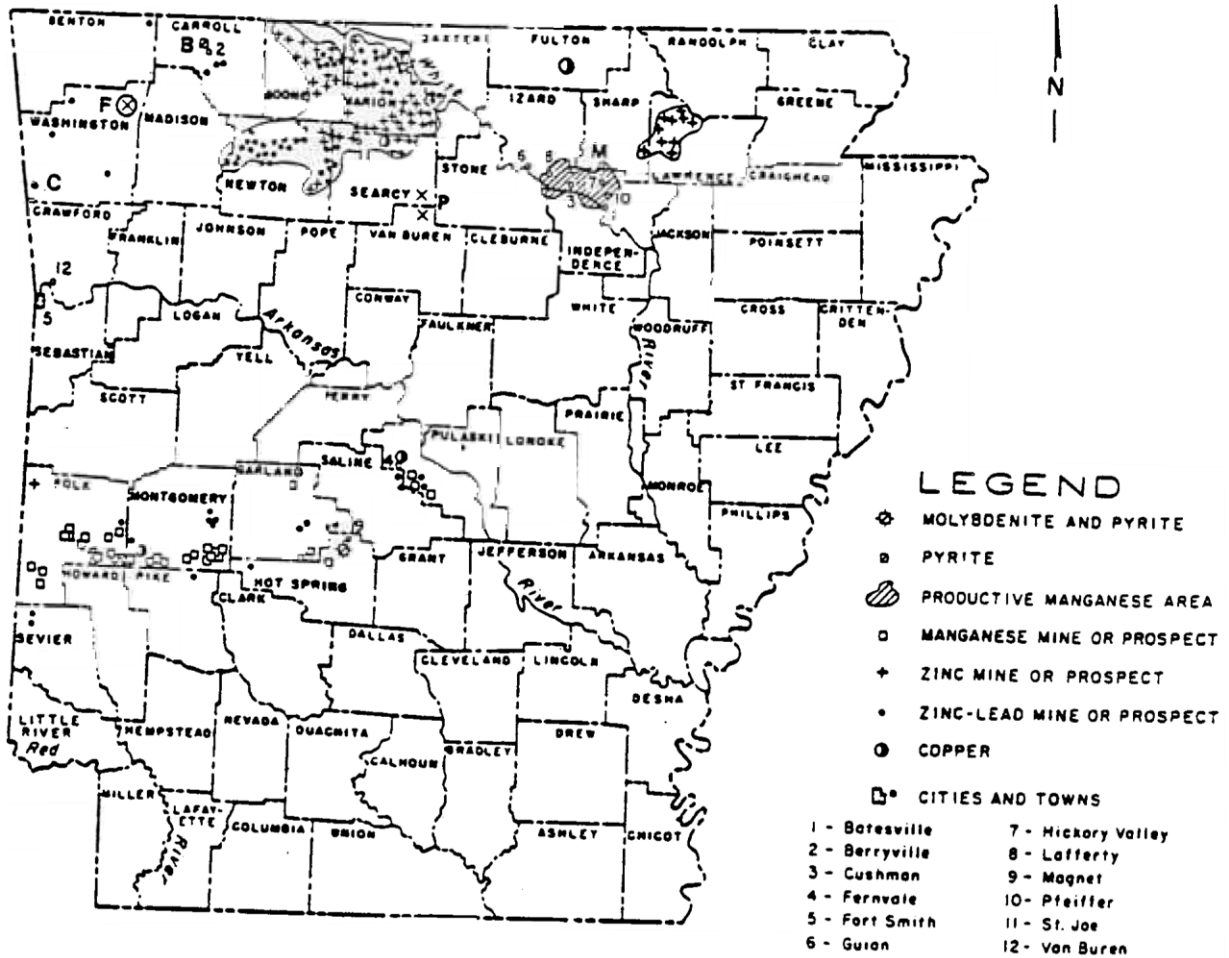 BENTON
CARROLL
B 2
BAXTER
FULTON
RANDOLPH
CLAY
N
F
BOONE
MARION
IZARD
SHARP
GREENE
WASHINGTON
MADISON
C
NEWTON
SEARCY
P
STONE
6
8
M
7
3
10
LAWRENCE
CRAIGHEAD
MISSISSIPPI
CRAWFORD
FRANKLIN
JOHNSON
POPE
VAN BUREN
CLEBURNE
INDEPEN-
DENCE
JACKSON
POINSETT
12
5
LOGAN
Arkansas
CONWAY
FAULKNER
WHITE
WOODRUFF
CROSS
CRITTEN-
DEN
SEBASTIAN
YELL
River
SCOTT
PERRY
PRAIRIE
ST FRANCIS
PULASKI
LONOKE
LEE
SALINE 4
GARLAND
POLK
MONTGOMERY
MONROE
PHILLIPS
9
GRANT
JEFFERSON
ARKANSAS
HOWARD
PIKE
HOT SPRING
CLARK
River
SEVIER
DALLAS
CLEVELAND
LINCOLN
DESHA
LITTLE
RIVER
Red
HEMPSTEAD
NEVADA
OUACHITA
CALHOUN
BRADLEY
DREW
MILLER
LAFAY-
ETTE
COLUMBIA
UNION
ASHLEY
CHICOT
River
LEGEND
MOLYBDENITE AND PYRITE
PYRITE
PRODUCTIVE MANGANESE AREA
MANGANESE MINE OR PROSPECT
ZINC MINE OR PROSPECT
ZINC-LEAD MINE OR PROSPECT
COPPER
CITIES AND TOWNS
1 - Batesville
2 - Berryville
3 - Cushman
4 - Fernvale
5 - Fort Smith
6 - Guion
7 - Hickory Valley
8 - Lafferty
9 - Magnet
10 - Pfeiffer
11 - St. Joe
12 - Van Buren